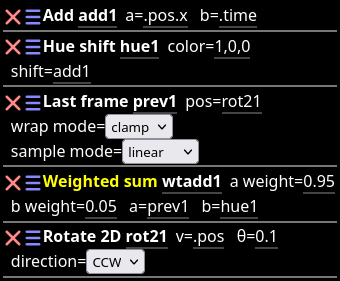 Add add1 a=.pos.x b=.time
Hue shift hue1 color=1,0,0
shift=add1
Last frame prev1 pos=rot21
wrap mode=clamp
sample mode=linear
Weighted sum wtadd1 a weight=0.95
b weight=0.05 a=prev1 b=hue1
Rotate 2D rot21 v=.pos θ=0.1
direction=CCW